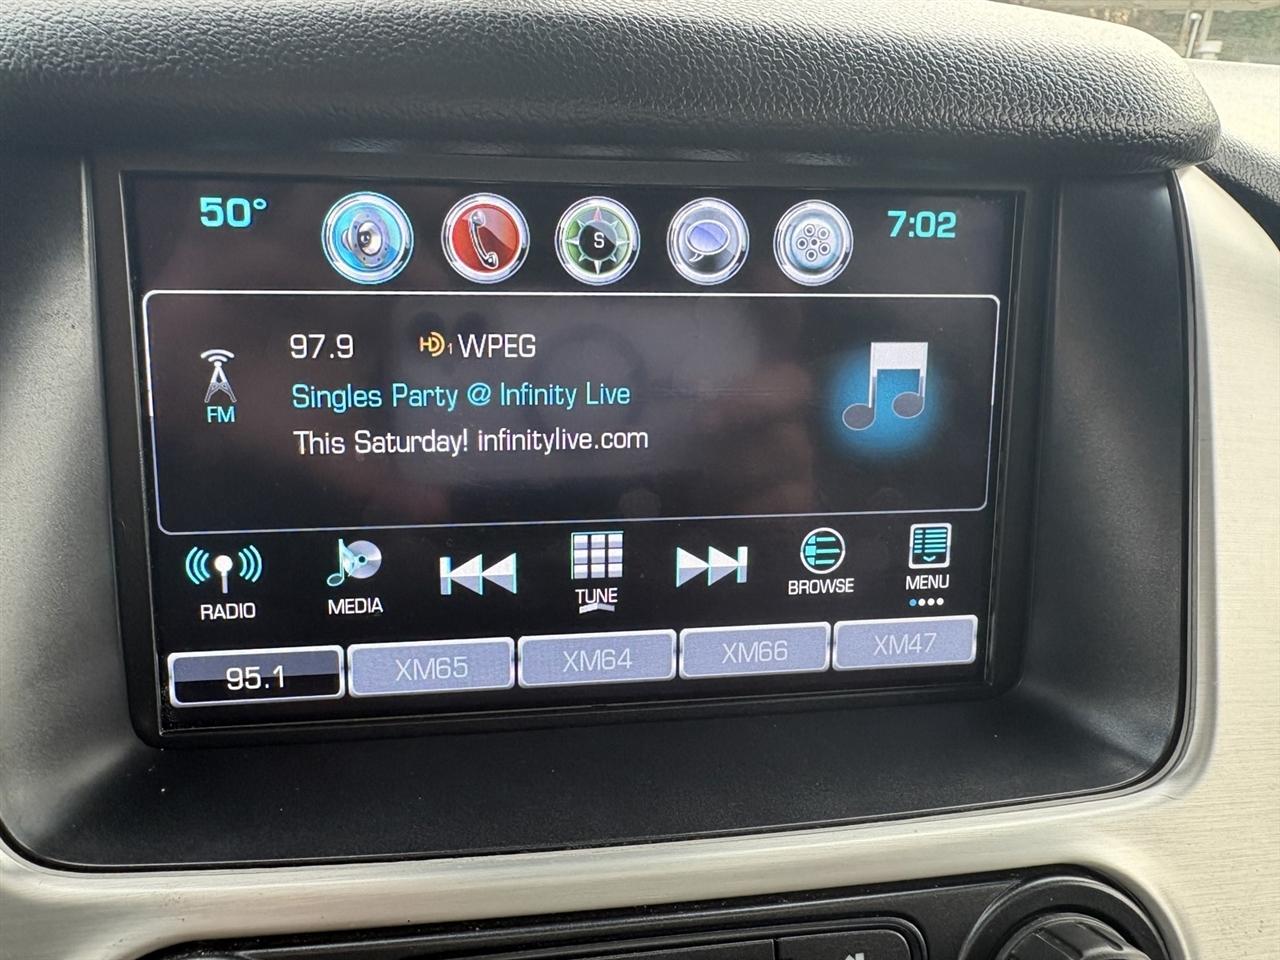 50°
S
7:02
97.9 HD1 WPEG
FM
Singles Party @ Infinity Live
This Saturday! infinitylive.com
RADIO MEDIA TUNE BROWSE MENU
95.1 XM65 XM64 XM66 XM47